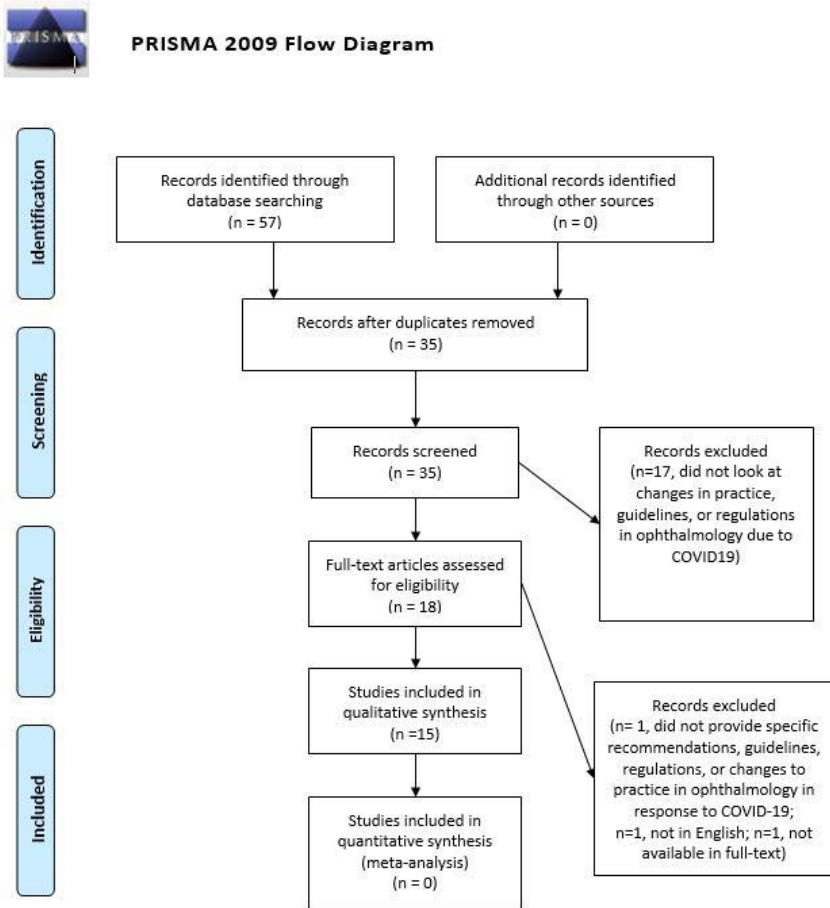 PRISMA
PRISMA 2009 Flow Diagram
Identification
Records identified through
database searching
(n = 57)
Additional records identified
through other sources
(n = 0)
Records after duplicates removed
(n = 35)
Screening
Records screened
(n = 35)
Records excluded
(n=17, did not look at
changes in practice,
guidelines, or regulations
in ophthalmology due to
COVID19)
Eligibility
Full-text articles assessed
for eligibility
(n = 18)
Records excluded
(n= 1, did not provide specific
recommendations, guidelines,
regulations, or changes to
practice in ophthalmology in
response to COVID-19;
n=1, not in English; n=1, not
available in full-text)
Studies included in
qualitative synthesis
(n =15)
Included
Studies included in
quantitative synthesis
(meta-analysis)
(n = 0)